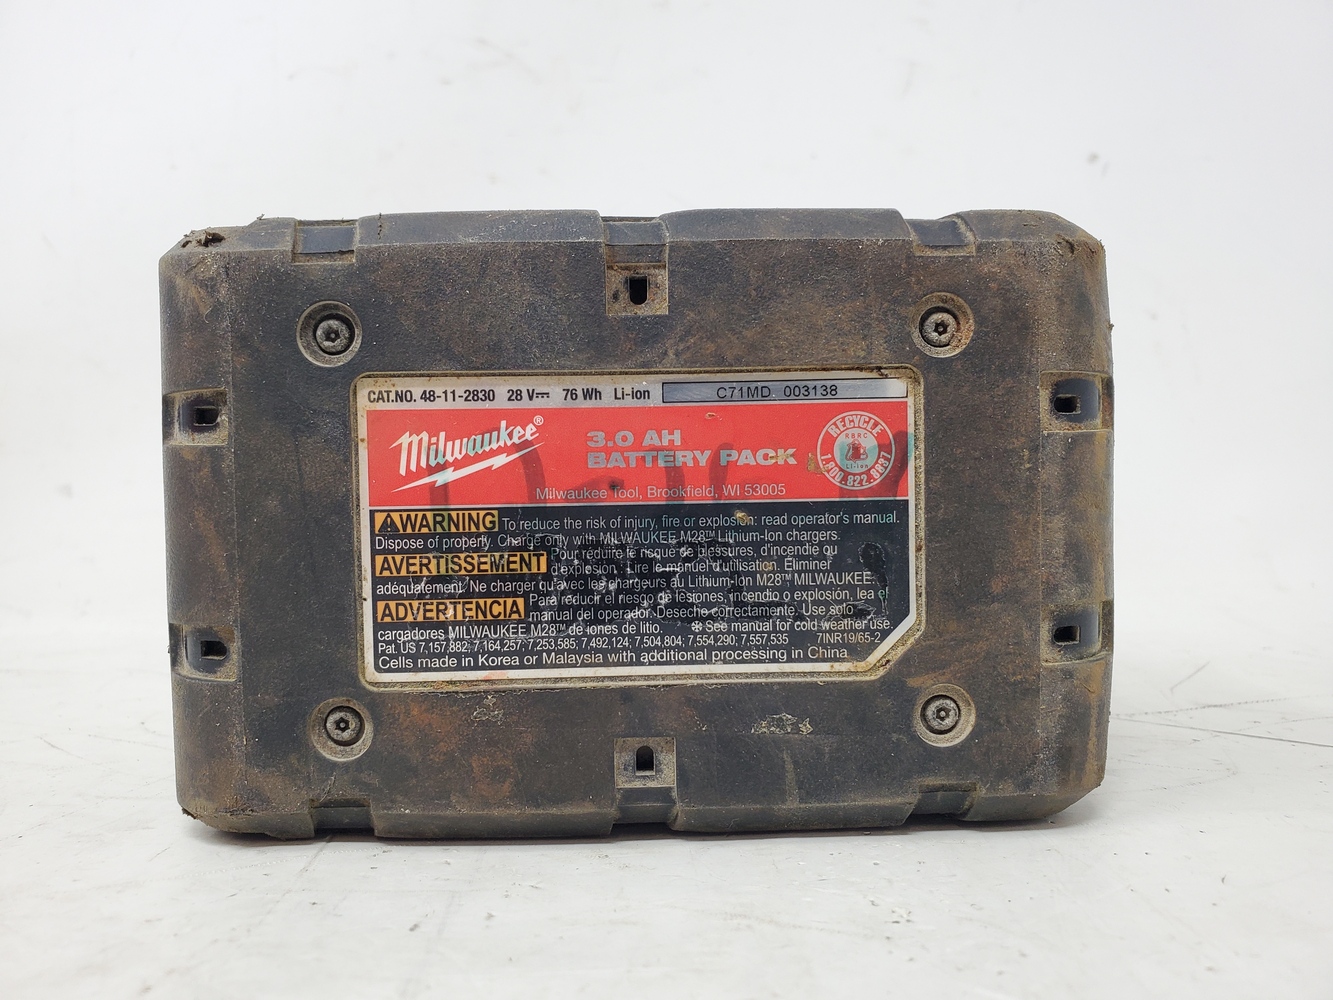 CAT.NO. 48-11-2830 28 V⎓ 76 Wh Li-ion C71MD 003138
Milwaukee®
3.0 AH
BATTERY PACK
RECYCLE
RBRC
Li-Ion
1.800.822.8837
Milwaukee Tool, Brookfield, WI 53005
⚠WARNING To reduce the risk of injury, fire or explosion: read operator's manual.
Dispose of properly. Charge only with MILWAUKEE M28™ Lithium-Ion chargers.
AVERTISSEMENT Pour réduire le risque de blessures, d'incendie ou
d'explosion: Lire le manuel d'utilisation. Éliminer
adéquatement. Ne charger qu'avec les chargeurs au Lithium-Ion M28™ MILWAUKEE.
ADVERTENCIA Para reducir el riesgo de lesiones, incendio o explosión, lea el
manual del operador. Deseche correctamente. Use solo
cargadores MILWAUKEE M28™ de iones de litio. ❄ See manual for cold weather use.
Pat. US 7,157,882; 7,164,257; 7,253,585; 7,492,124; 7,504,804; 7,554,290; 7,557,535 7INR19/65-2
Cells made in Korea or Malaysia with additional processing in China